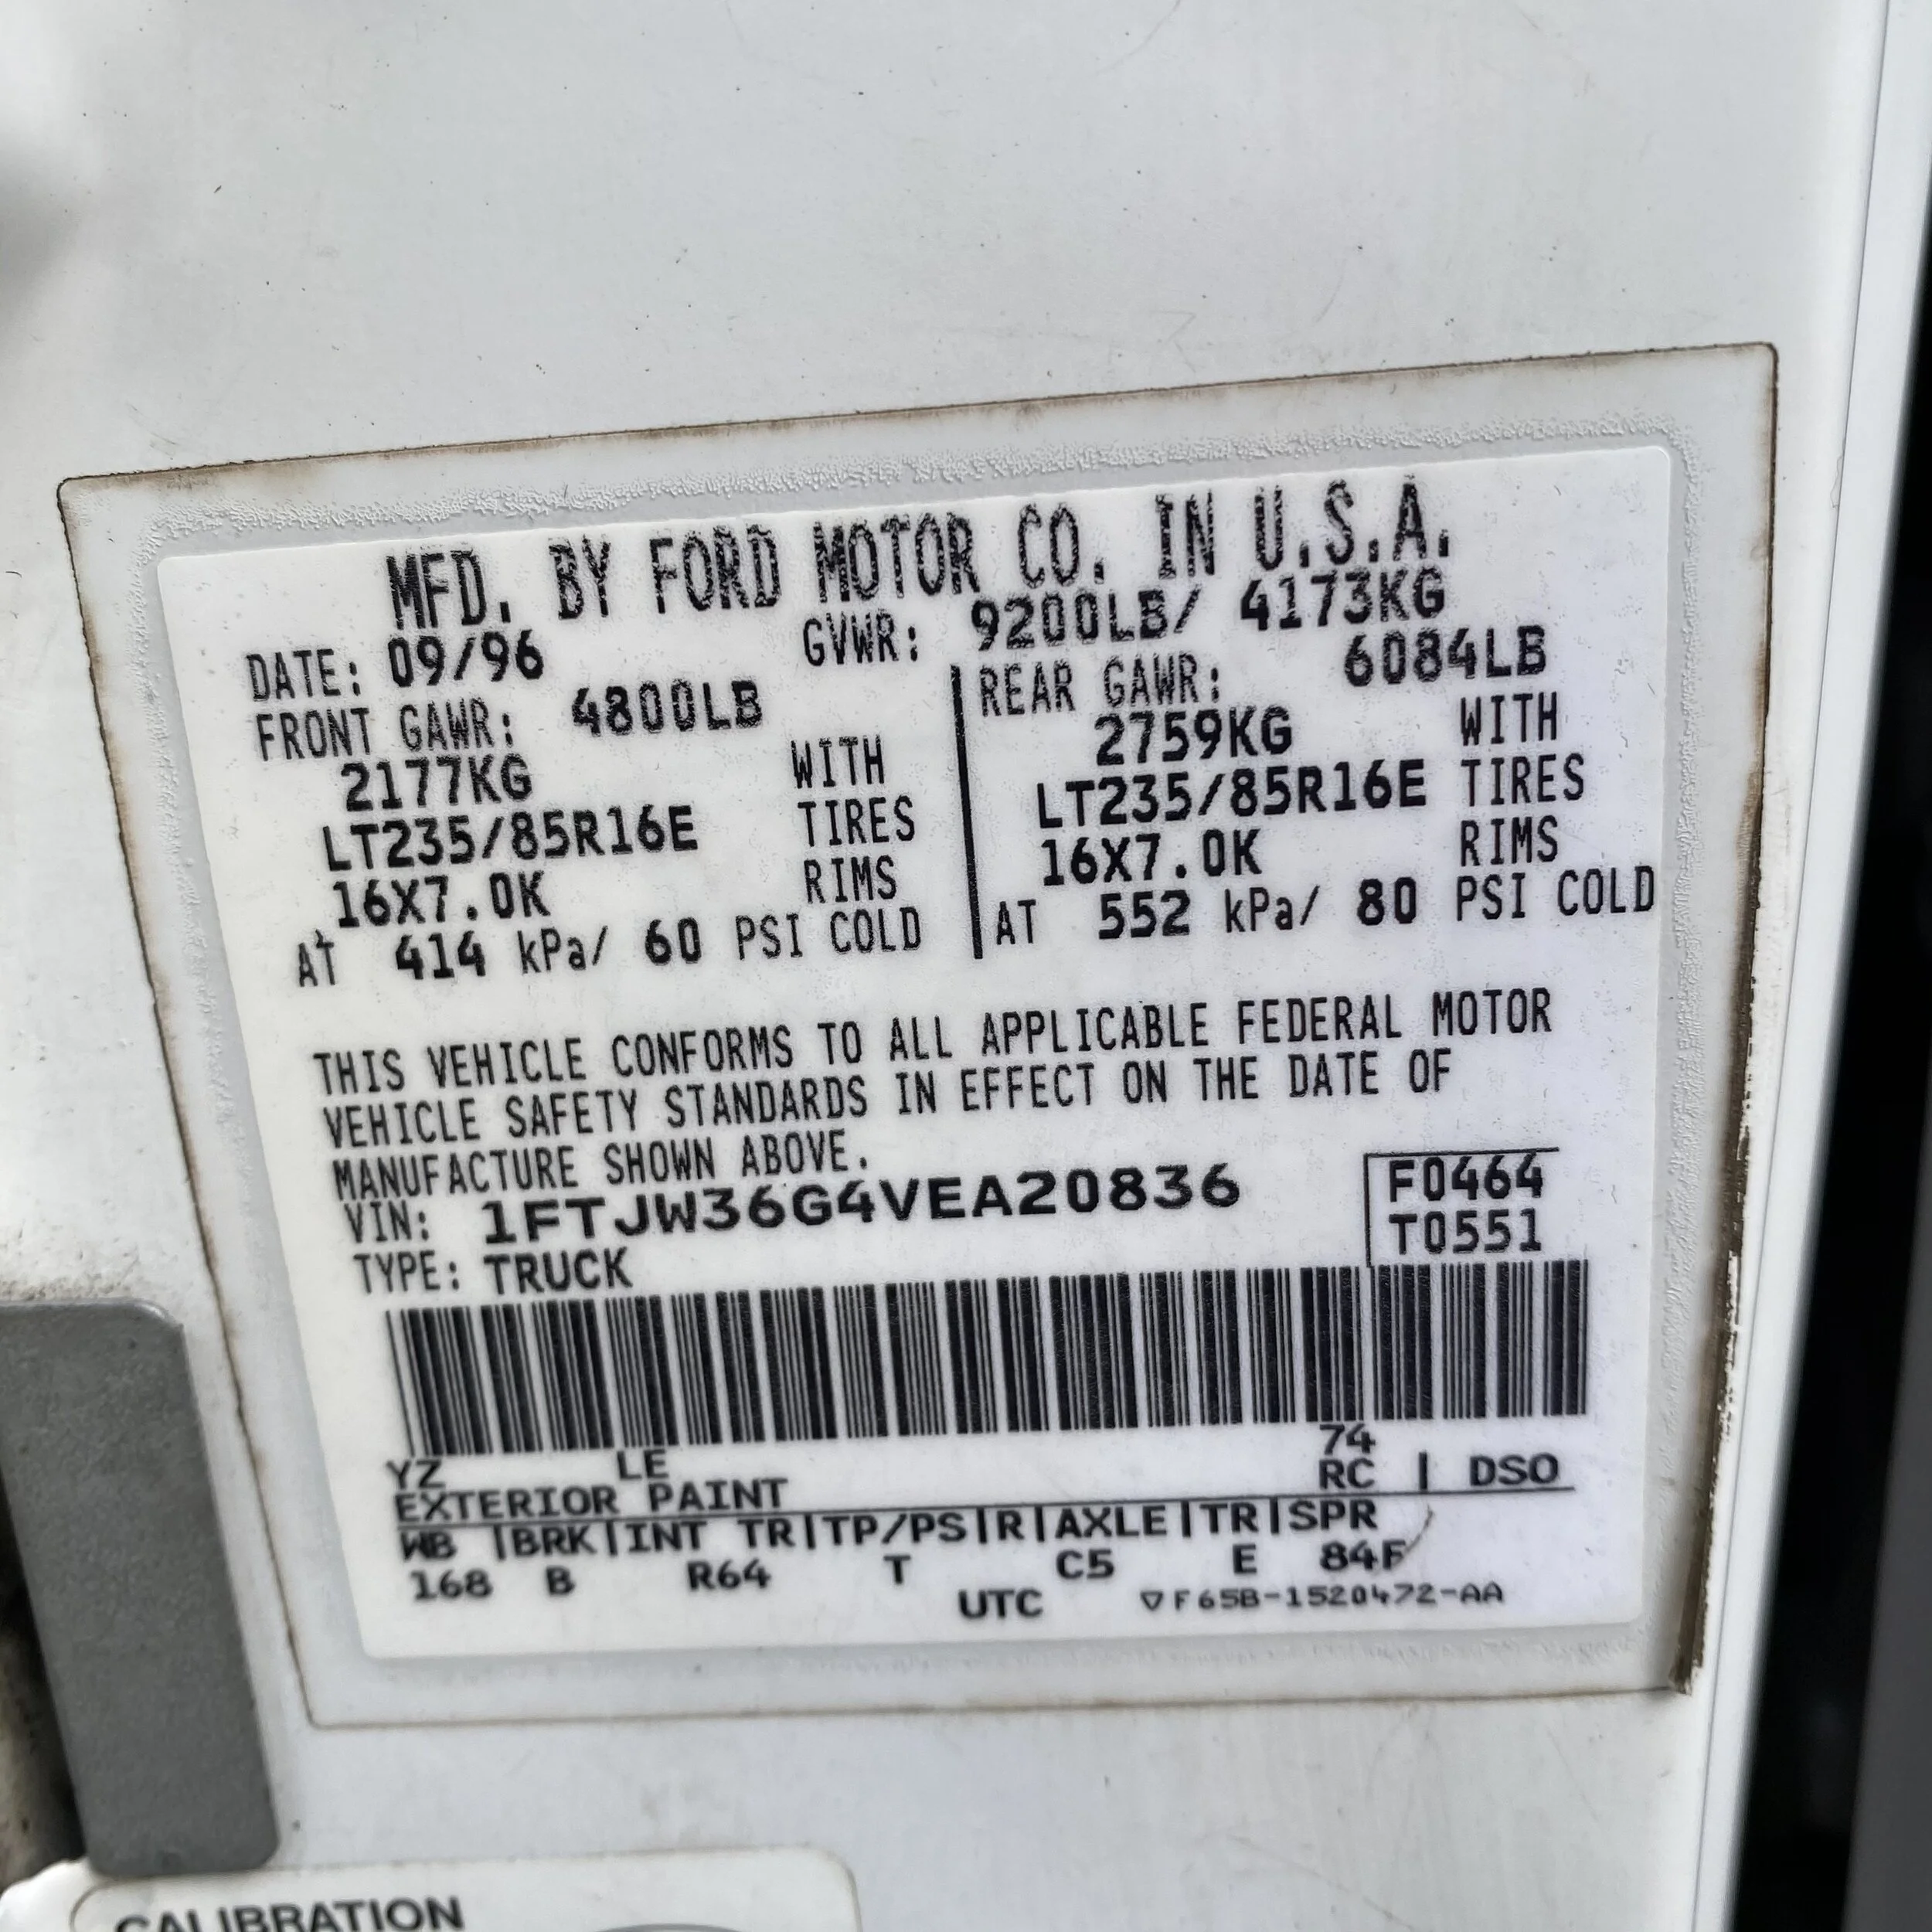 MFD. BY FORD MOTOR CO. IN U.S.A.
DATE: 09/96 GVWR: 9200LB/ 4173KG
FRONT GAWR: 4800LB REAR GAWR: 6084LB
2177KG WITH 2759KG WITH
LT235/85R16E TIRES LT235/85R16E TIRES
16X7.0K RIMS 16X7.0K RIMS
AT 414 kPa/ 60 PSI COLD AT 552 kPa/ 80 PSI COLD
THIS VEHICLE CONFORMS TO ALL APPLICABLE FEDERAL MOTOR
VEHICLE SAFETY STANDARDS IN EFFECT ON THE DATE OF
MANUFACTURE SHOWN ABOVE.
VIN: 1FTJW36G4VEA20836 F0464
TYPE: TRUCK T0551
YZ LE 74
EXTERIOR PAINT RC | DSO
WB |BRK|INT TR|TP/PS|R|AXLE|TR|SPR
168 B R64 T C5 E 84F
UTC ▽F65B-1520472-AA
CALIBRATION